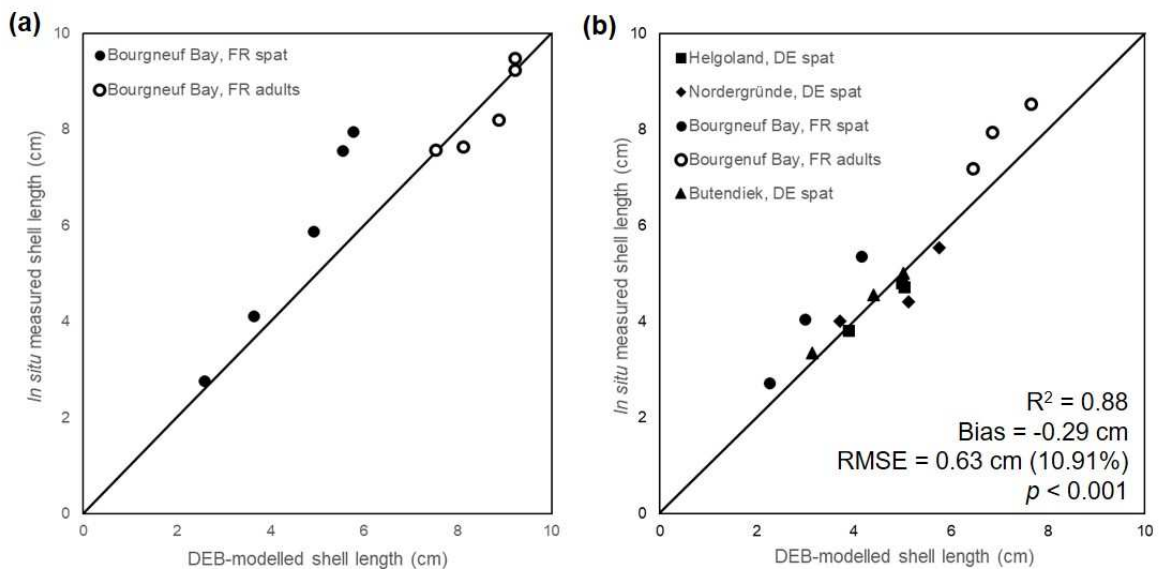 (a)
Bourgneuf Bay, FR spat
Bourgneuf Bay, FR adults
In situ measured shell length (cm)
10
8
6
4
2
0
0 2 4 6 8 10
DEB-modelled shell length (cm)
(b)
Helgoland, DE spat
Nordergründe, DE spat
Bourgneuf Bay, FR spat
Bourgenuf Bay, FR adults
Butendiek, DE spat
In situ measured shell length (cm)
10
8
6
4
2
0
R² = 0.88
Bias = -0.29 cm
RMSE = 0.63 cm (10.91%)
p < 0.001
0 2 4 6 8 10
DEB-modelled shell length (cm)